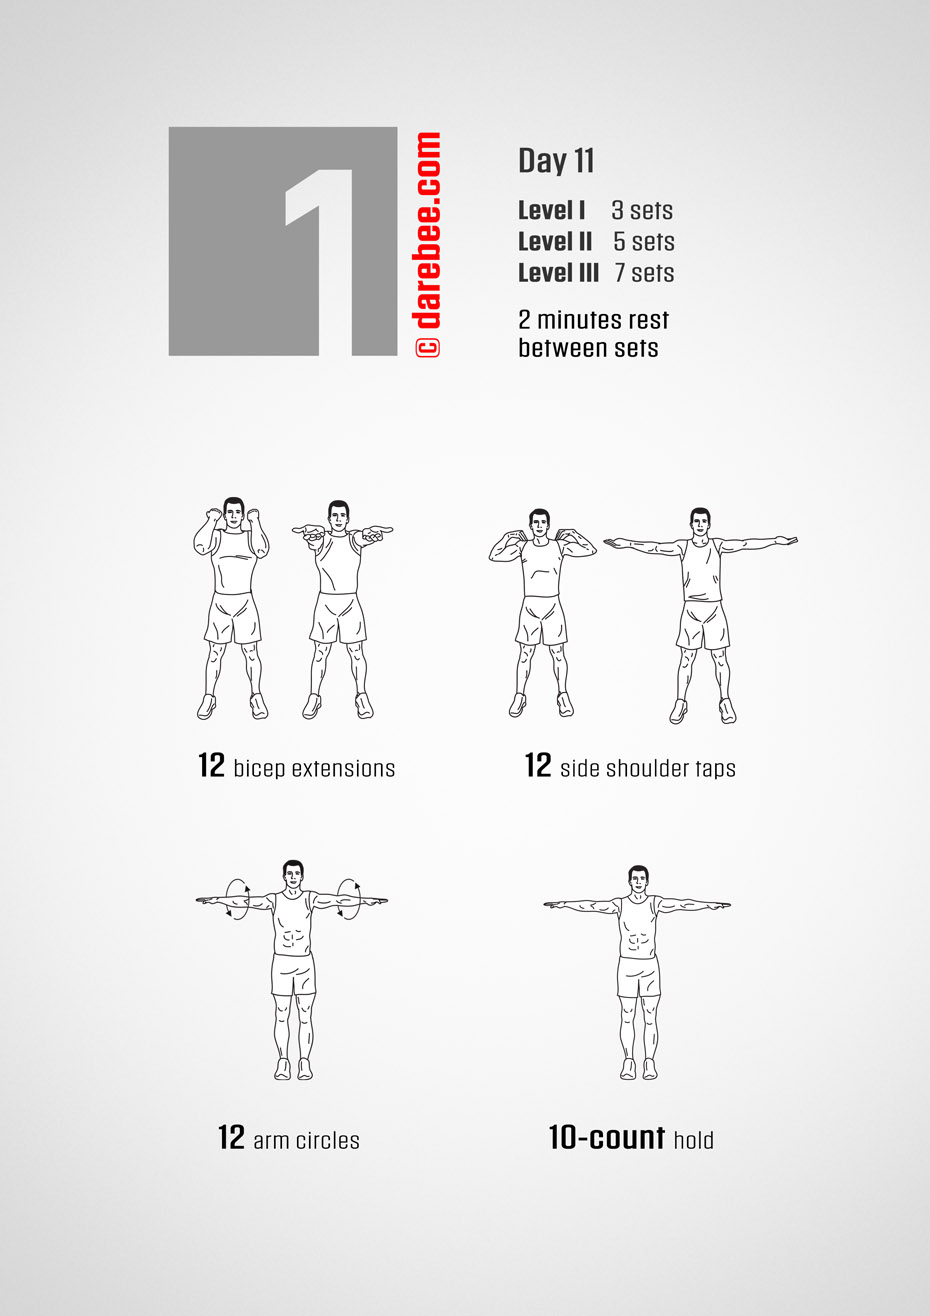 1
© darebee.com
Day 11
Level I 3 sets
Level II 5 sets
Level III 7 sets
2 minutes rest
between sets
12 bicep extensions
12 side shoulder taps
12 arm circles
10-count hold